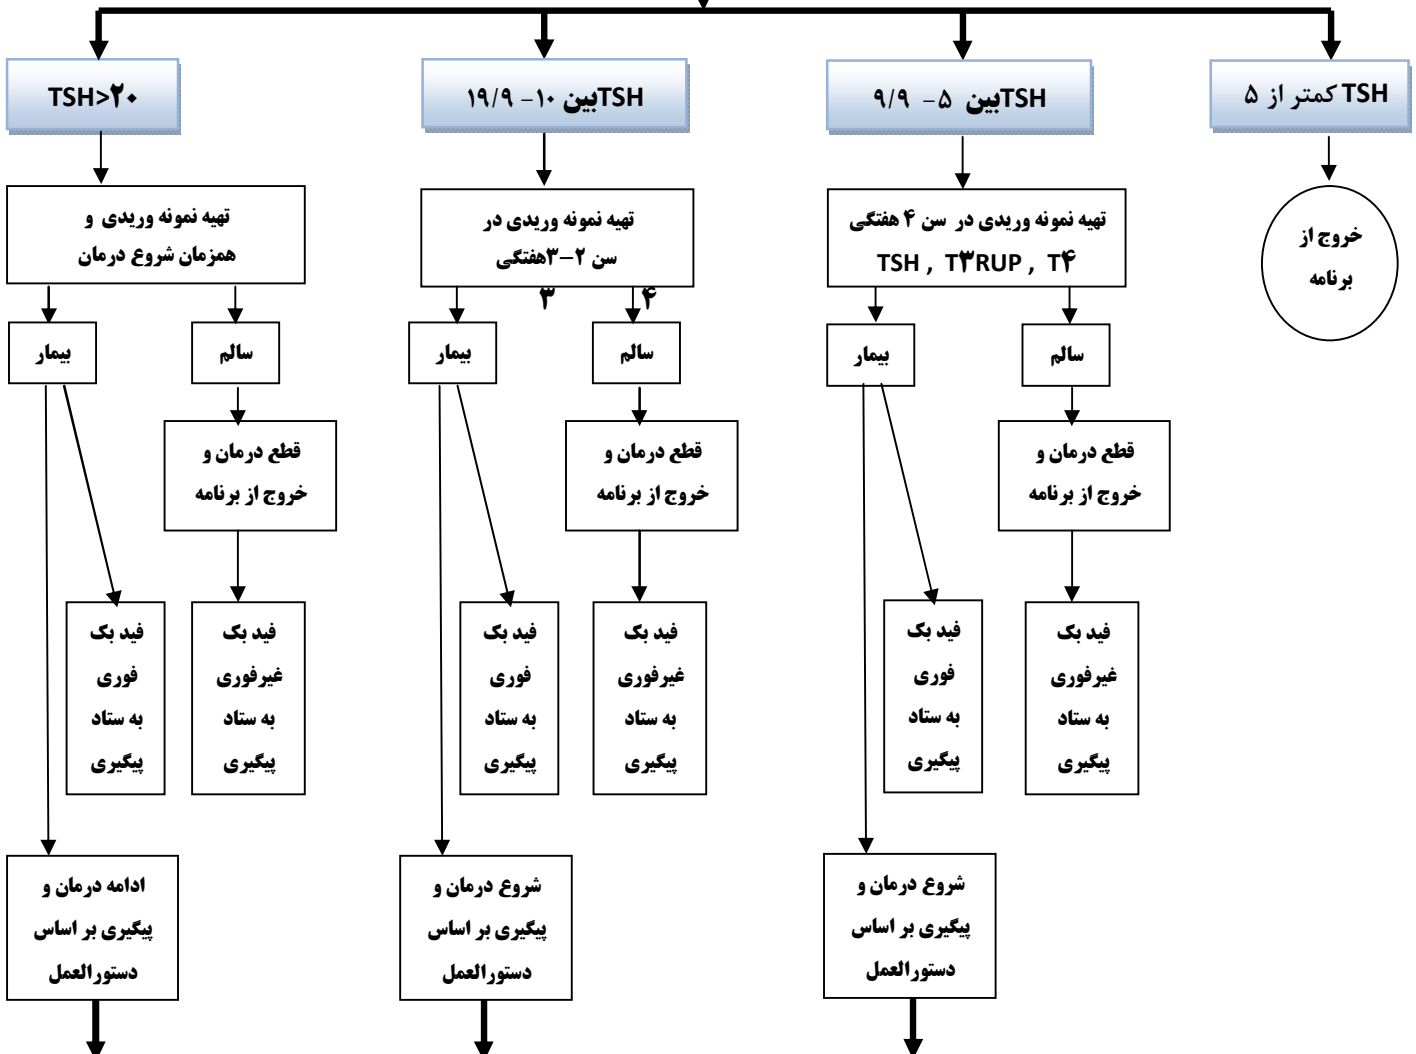 TSH کمتر از ۵
TSHبین ۵- ۹/۹
TSHبین ۱۰- ۱۹/۹
TSH>۲۰
خروج از
برنامه
تهیه نمونه وریدی در سن ۴ هفتگی
TSH , T۳RUP , T۴
تهیه نمونه وریدی در
سن ۲-۳هفتگی
۴
۳
تهیه نمونه وریدی و
همزمان شروع درمان
سالم
بیمار
سالم
بیمار
سالم
بیمار
قطع درمان و
خروج از برنامه
قطع درمان و
خروج از برنامه
قطع درمان و
خروج از برنامه
فید بک
غیرفوری
به ستاد
پیگیری
فید بک
فوری
به ستاد
پیگیری
فید بک
غیرفوری
به ستاد
پیگیری
فید بک
فوری
به ستاد
پیگیری
فید بک
غیرفوری
به ستاد
پیگیری
فید بک
فوری
به ستاد
پیگیری
شروع درمان و
پیگیری بر اساس
دستورالعمل
شروع درمان و
پیگیری بر اساس
دستورالعمل
ادامه درمان و
پیگیری بر اساس
دستورالعمل